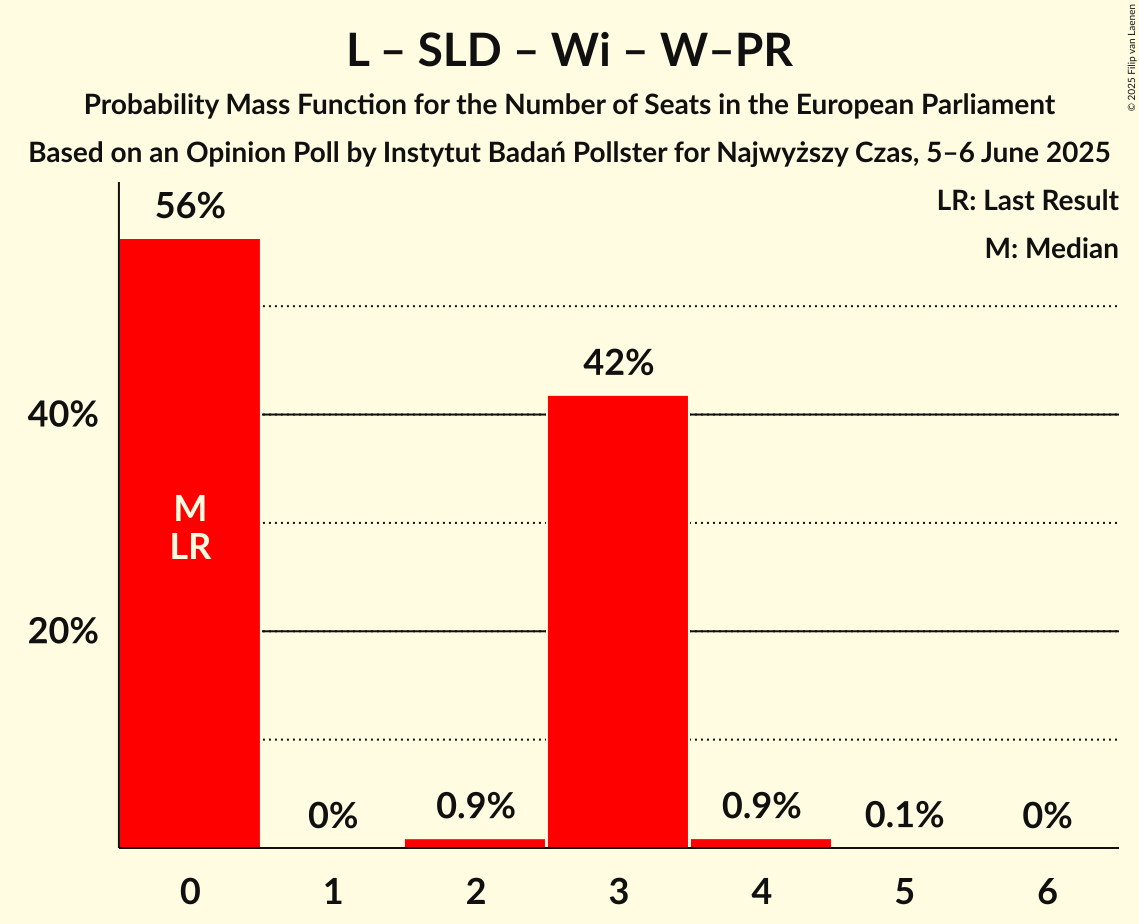 L – SLD – Wi – W–PR
Probability Mass Function for the Number of Seats in the European Parliament
Based on an Opinion Poll by Instytut Badań Pollster for Najwyższy Czas, 5–6 June 2025
© 2025 Filip van Laenen
LR: Last Result
M: Median
56%
42%
40%
M
LR
20%
0%
0.9%
0.9%
0.1%
0%
0
1
2
3
4
5
6